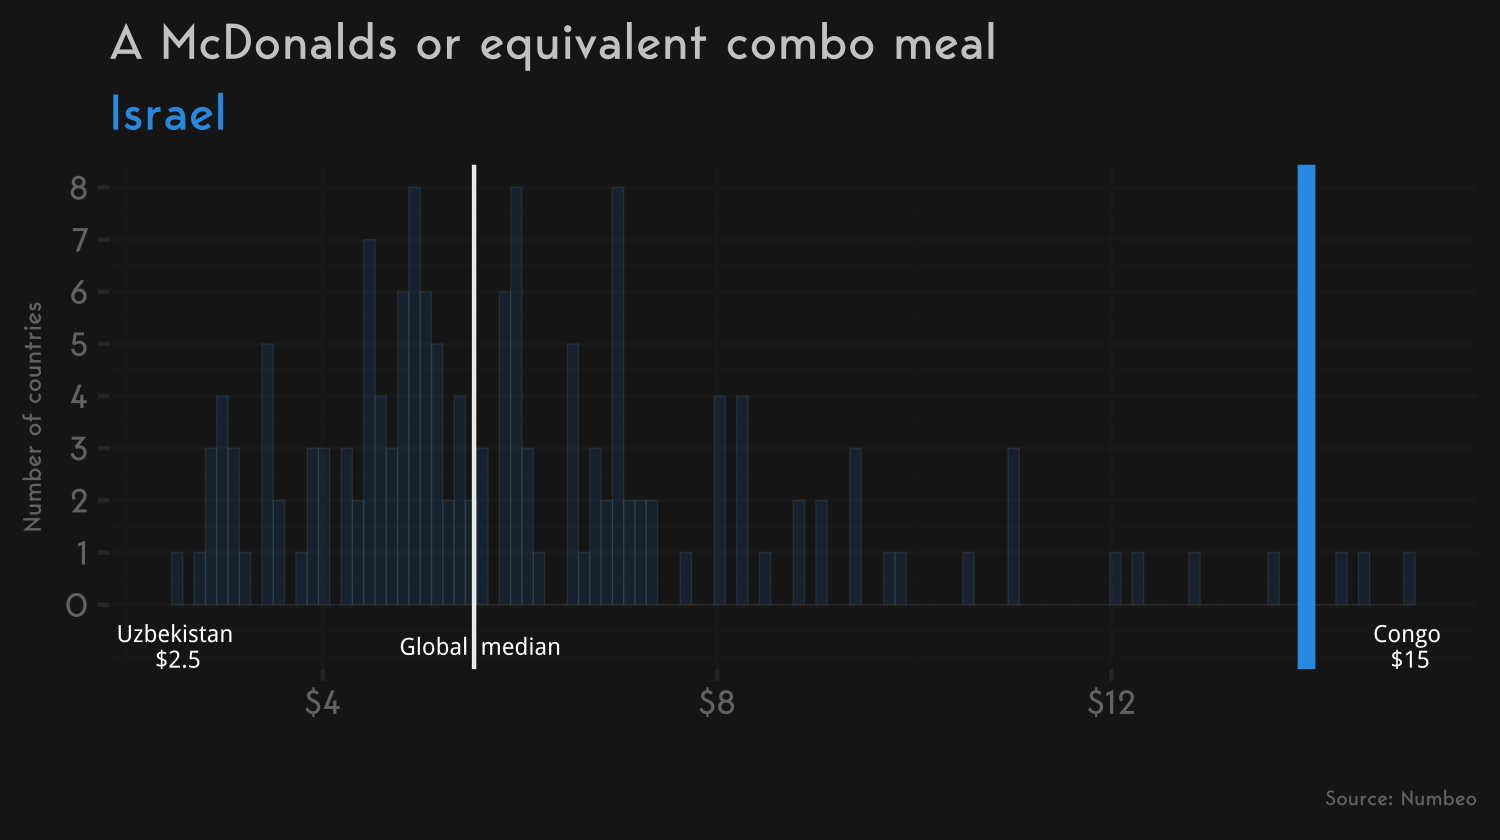 A McDonalds or equivalent combo meal
Israel
Number of countries
8
7
6
5
4
3
2
1
0
Uzbekistan
$2.5
Global median
Congo
$15
$4 $8 $12
Source: Numbeo